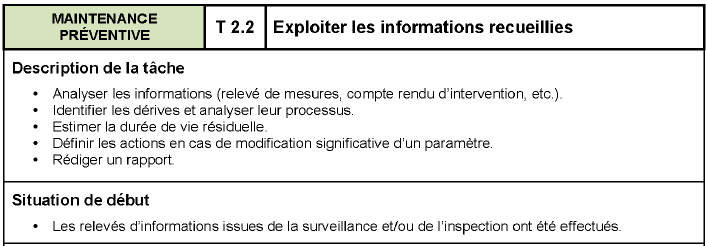 MAINTENANCE
PRÉVENTIVE
T 2.2
Exploiter les informations recueillies
Description de la tâche
• Analyser les informations (relevé de mesures, compte rendu d'intervention, etc.).
• Identifier les dérives et analyser leur processus.
• Estimer la durée de vie résiduelle.
• Définir les actions en cas de modification significative d'un paramètre.
• Rédiger un rapport.
Situation de début
• Les relevés d'informations issues de la surveillance et/ou de l'inspection ont été effectués.